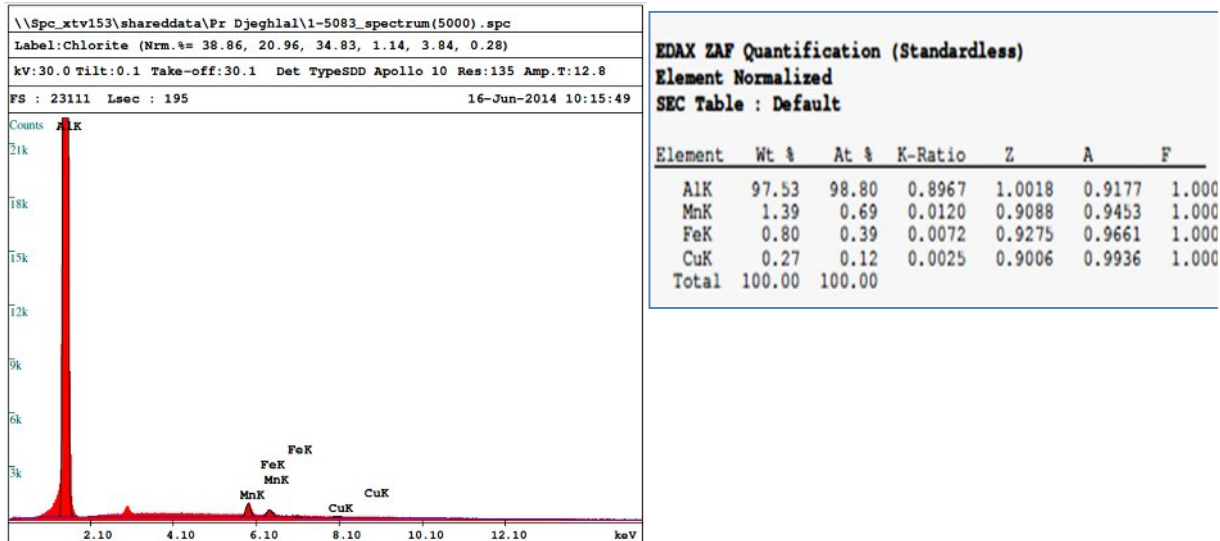 \\Spc_xtv153\shareddata\Pr Djeghlal\1-5083_spectrum(5000).spc
Label:Chlorite (Nrm.%= 38.86, 20.96, 34.83, 1.14, 3.84, 0.28)
kV:30.0 Tilt:0.1 Take-off:30.1 Det TypeSDD Apollo 10 Res:135 Amp.T:12.8
FS : 23111 Lsec : 195 16-Jun-2014 10:15:49
Counts AlK
21k
18k
15k
12k
9k
6k
FeK
3k FeK
MnK
MnK CuK
CuK
2.10 4.10 6.10 8.10 10.10 12.10 keV
EDAX ZAF Quantification (Standardless)
Element Normalized
SEC Table : Default
Element Wt % At % K-Ratio Z A F
AlK 97.53 98.80 0.8967 1.0018 0.9177 1.000
MnK 1.39 0.69 0.0120 0.9088 0.9453 1.000
FeK 0.80 0.39 0.0072 0.9275 0.9661 1.000
CuK 0.27 0.12 0.0025 0.9006 0.9936 1.000
Total 100.00 100.00